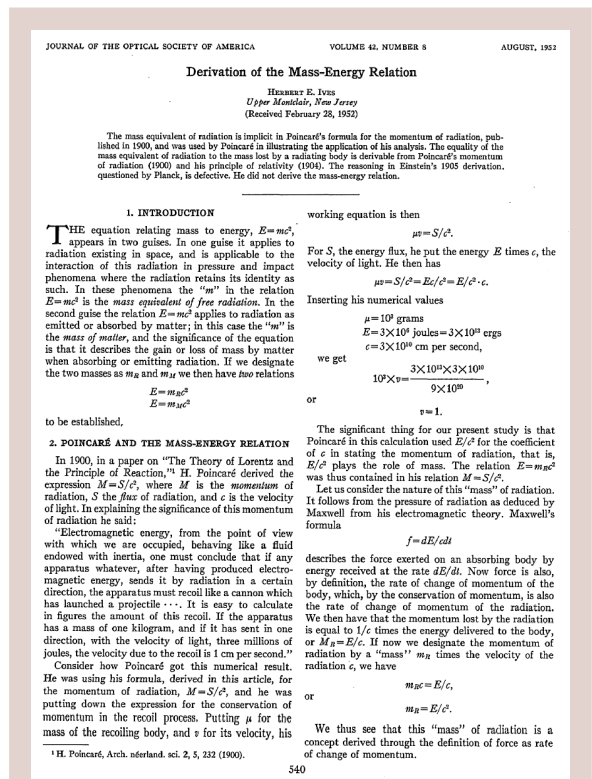 JOURNAL OF THE OPTICAL SOCIETY OF AMERICA VOLUME 42, NUMBER 8 AUGUST, 1952
Derivation of the Mass-Energy Relation
HERBERT E. IVES
Upper Montclair, New Jersey
(Received February 28, 1952)
The mass equivalent of radiation is implicit in Poincaré's formula for the momentum of radiation, pub-
lished in 1900, and was used by Poincaré in illustrating the application of his analysis. The equality of the
mass equivalent of radiation to the mass lost by a radiating body is derivable from Poincaré's momentum
of radiation (1900) and his principle of relativity (1904). The reasoning in Einstein's 1905 derivation,
questioned by Planck, is defective. He did not derive the mass-energy relation.
1. INTRODUCTION
THE equation relating mass to energy, E=mc²,
appears in two guises. In one guise it applies to
radiation existing in space, and is applicable to the
interaction of this radiation in pressure and impact
phenomena where the radiation retains its identity as
such. In these phenomena the "m" in the relation
E=mc² is the mass equivalent of free radiation. In the
second guise the relation E=mc² applies to radiation as
emitted or absorbed by matter; in this case the "m" is
the mass of matter, and the significance of the equation
is that it describes the gain or loss of mass by matter
when absorbing or emitting radiation. If we designate
the two masses as m_R and m_M we then have two relations
E=m_Rc²
E=m_Mc²
to be established.
2. POINCARÉ AND THE MASS-ENERGY RELATION
In 1900, in a paper on "The Theory of Lorentz and
the Principle of Reaction,"¹ H. Poincaré derived the
expression M=S/c², where M is the momentum of
radiation, S the flux of radiation, and c is the velocity
of light. In explaining the significance of this momentum
of radiation he said:
"Electromagnetic energy, from the point of view
with which we are occupied, behaving like a fluid
endowed with inertia, one must conclude that if any
apparatus whatever, after having produced electro-
magnetic energy, sends it by radiation in a certain
direction, the apparatus must recoil like a cannon which
has launched a projectile ···. It is easy to calculate
in figures the amount of this recoil. If the apparatus
has a mass of one kilogram, and if it has sent in one
direction, with the velocity of light, three millions of
joules, the velocity due to the recoil is 1 cm per second."
Consider how Poincaré got this numerical result.
He was using his formula, derived in this article, for
the momentum of radiation, M=S/c², and he was
putting down the expression for the conservation of
momentum in the recoil process. Putting μ for the
mass of the recoiling body, and v for its velocity, his
¹ H. Poincaré, Arch. néerland. sci. 2, 5, 232 (1900).
working equation is then
μv=S/c².
For S, the energy flux, he put the energy E times c, the
velocity of light. He then has
μv=S/c²=Ec/c²=E/c²·c.
Inserting his numerical values
μ=10³ grams
E=3×10⁶ joules=3×10¹³ ergs
c=3×10¹⁰ cm per second,
we get
3×10¹³×3×10¹⁰
10³×v= ,
9×10²⁰
or
v=1.
The significant thing for our present study is that
Poincaré in this calculation used E/c² for the coefficient
of c in stating the momentum of radiation, that is,
E/c² plays the role of mass. The relation E=m_Rc²
was thus contained in his relation M=S/c².
Let us consider the nature of this "mass" of radiation.
It follows from the pressure of radiation as deduced by
Maxwell from his electromagnetic theory. Maxwell's
formula
f=dE/cdt
describes the force exerted on an absorbing body by
energy received at the rate dE/dt. Now force is also,
by definition, the rate of change of momentum of the
body, which, by the conservation of momentum, is also
the rate of change of momentum of the radiation.
We then have that the momentum lost by the radiation
is equal to 1/c times the energy delivered to the body,
or M_R=E/c. If now we designate the momentum of
radiation by a "mass" m_R times the velocity of the
radiation c, we have
m_Rc=E/c,
or
m_R=E/c².
We thus see that this "mass" of radiation is a
concept derived through the definition of force as rate
of change of momentum.
540